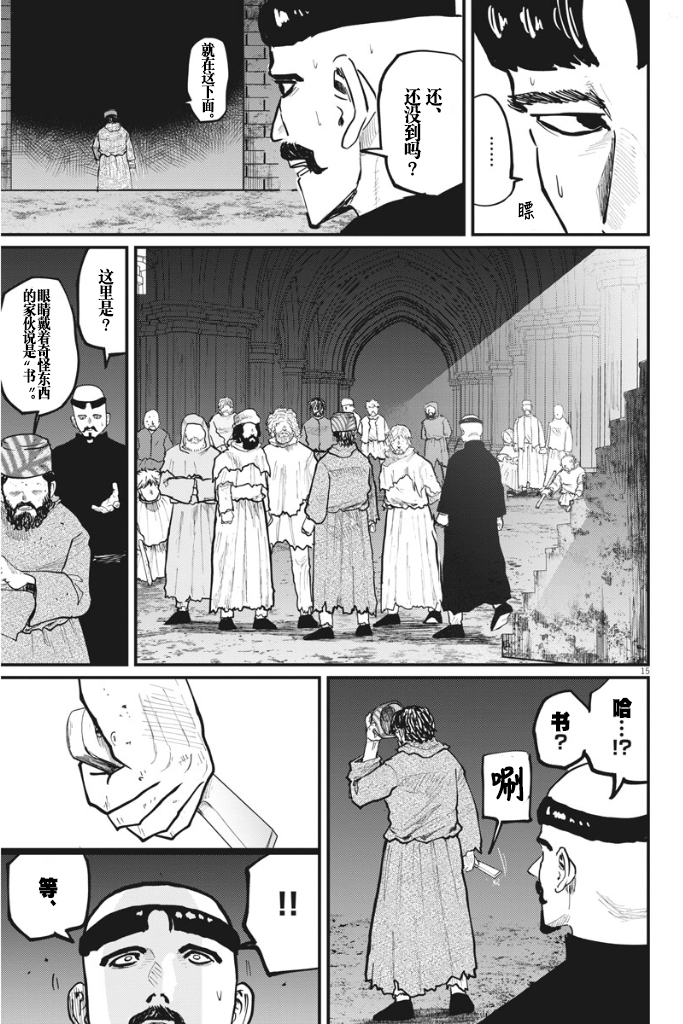 ……
瞟
还、
还没到吗？
就在这下面。
这里是？
眼睛戴着奇怪东西
的家伙说是“书”。
15
哈……!?
书？
唰
!!
等、